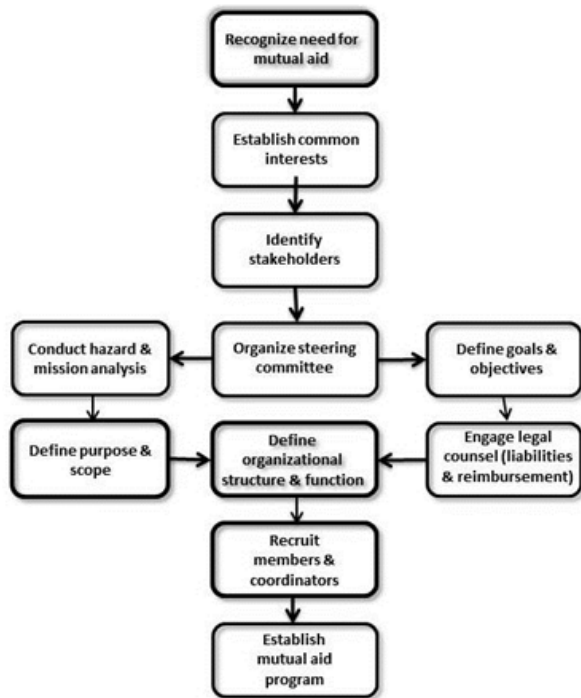 Recognize need for
mutual aid
Establish common
interests
Identify
stakeholders
Conduct hazard &
mission analysis
Organize steering
committee
Define goals &
objectives
Define purpose &
scope
Define
organizational
structure & function
Engage legal
counsel (liabilities
& reimbursement)
Recruit
members &
coordinators
Establish
mutual aid
program